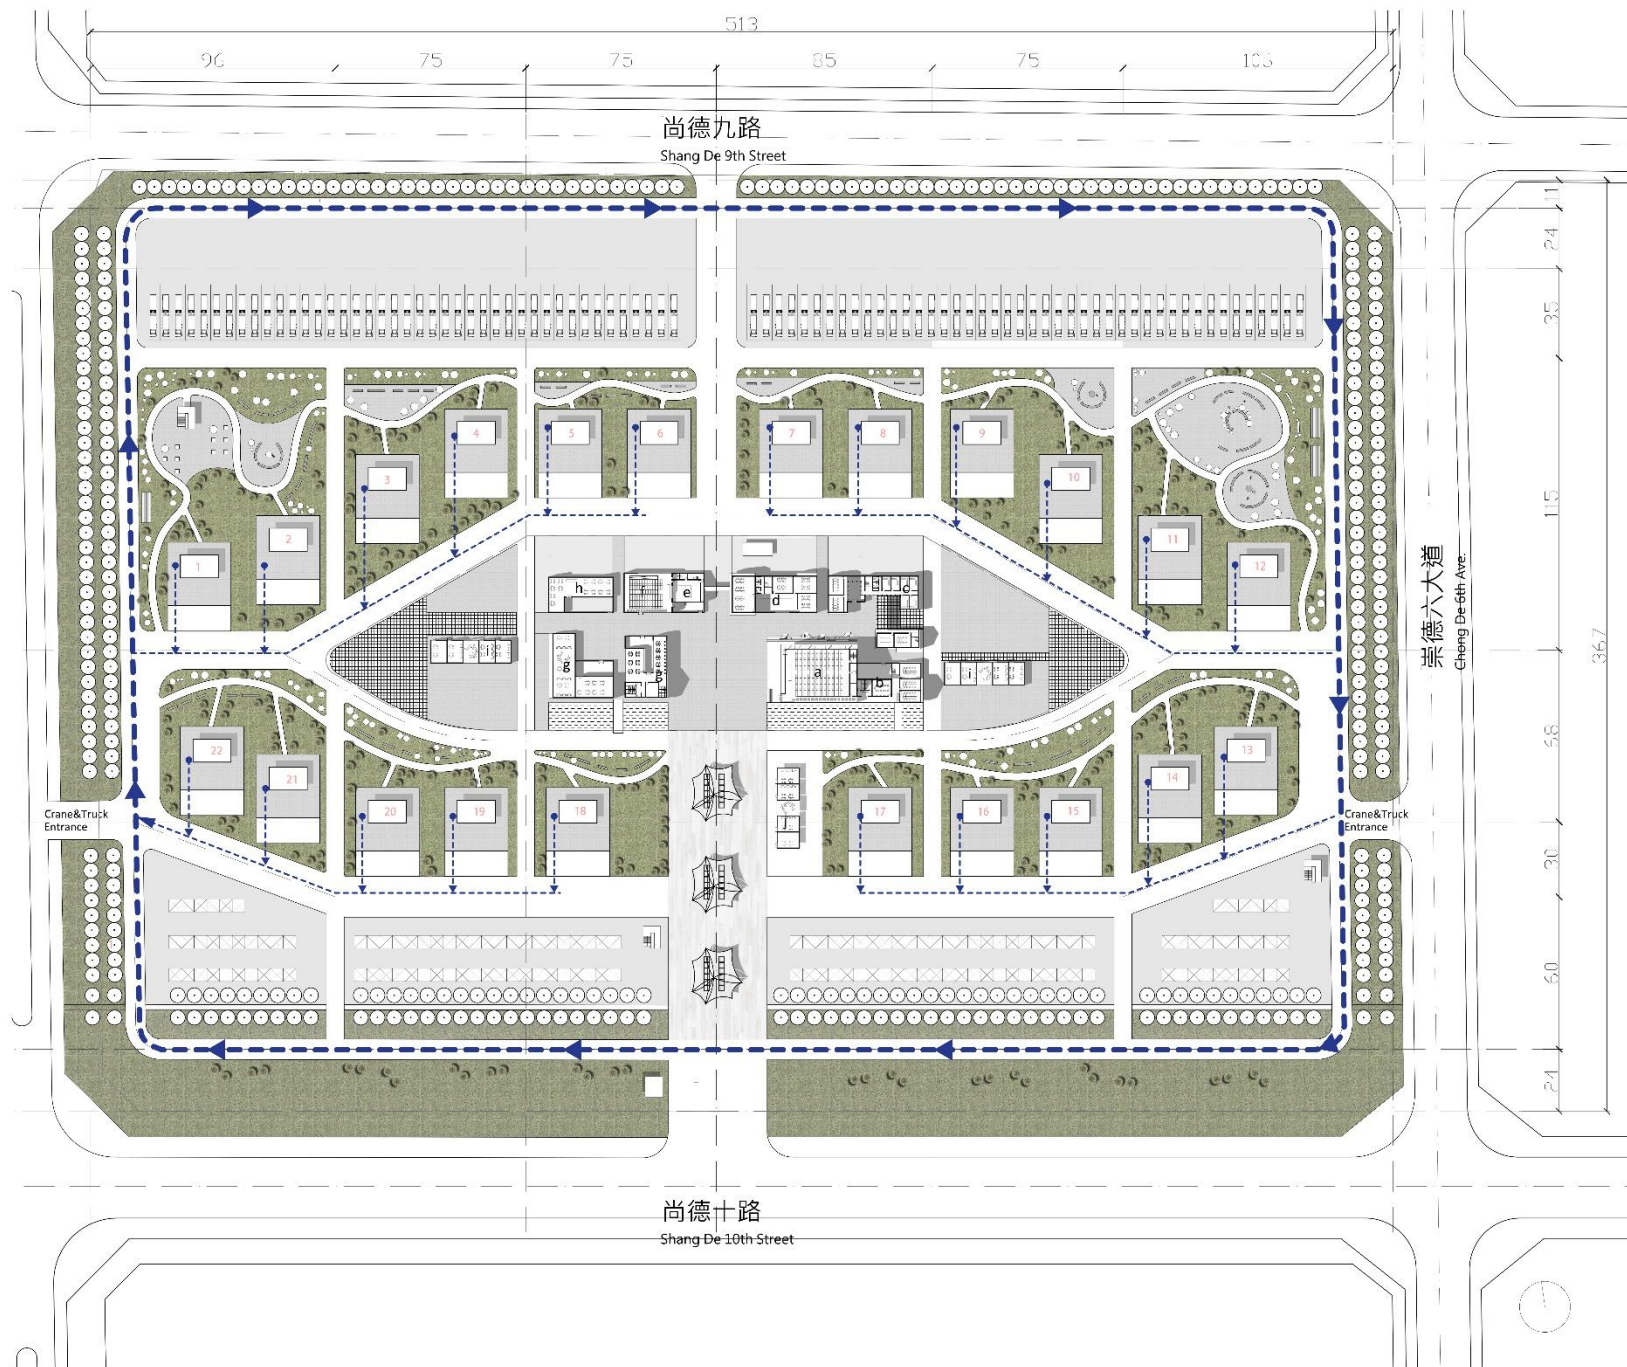 513
96 75 75 85 75 103
尚德九路
Shang De 9th Street
11
24
35
115
68
30
60
24
367
崇德六大道
Chong De 6th Ave.
4 5 6 7 8 9
3 10
2 11
1 12
h f e d c
g g a b i
22 13
21 14
20 19 18 17 16 15
j
Crane&Truck
Entrance
Crane&Truck
Entrance
尚德十路
Shang De 10th Street